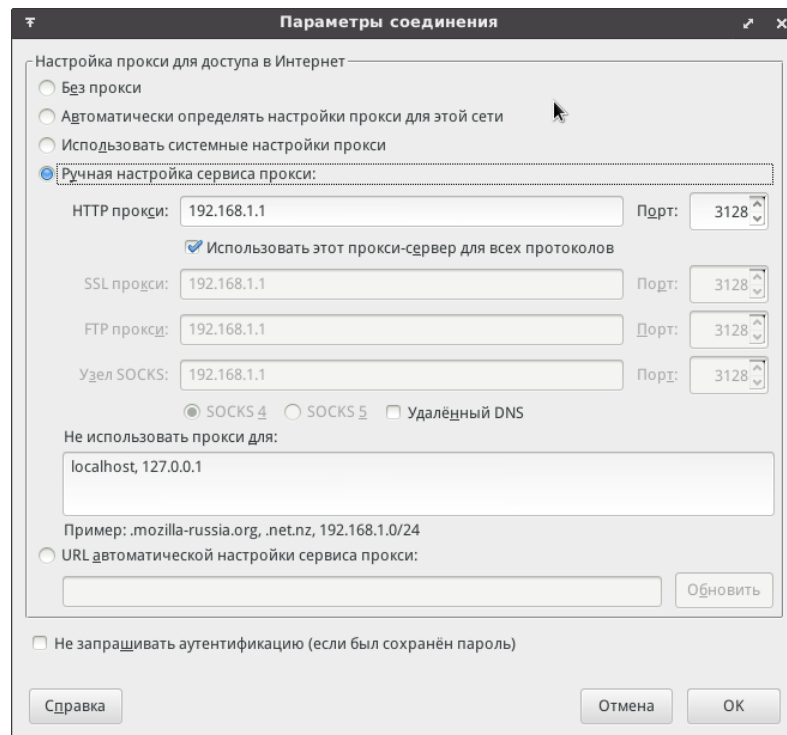 Параметры соединения
Настройка прокси для доступа в Интернет
Без прокси
Автоматически определять настройки прокси для этой сети
Использовать системные настройки прокси
Ручная настройка сервиса прокси:
HTTP прокси: 192.168.1.1 Порт: 3128
Использовать этот прокси-сервер для всех протоколов
SSL прокси: 192.168.1.1 Порт: 3128
FTP прокси: 192.168.1.1 Порт: 3128
Узел SOCKS: 192.168.1.1 Порт: 3128
SOCKS 4 SOCKS 5 Удалённый DNS
Не использовать прокси для:
localhost, 127.0.0.1
Пример: .mozilla-russia.org, .net.nz, 192.168.1.0/24
URL автоматической настройки сервиса прокси:
Обновить
Не запрашивать аутентификацию (если был сохранён пароль)
Справка Отмена OK